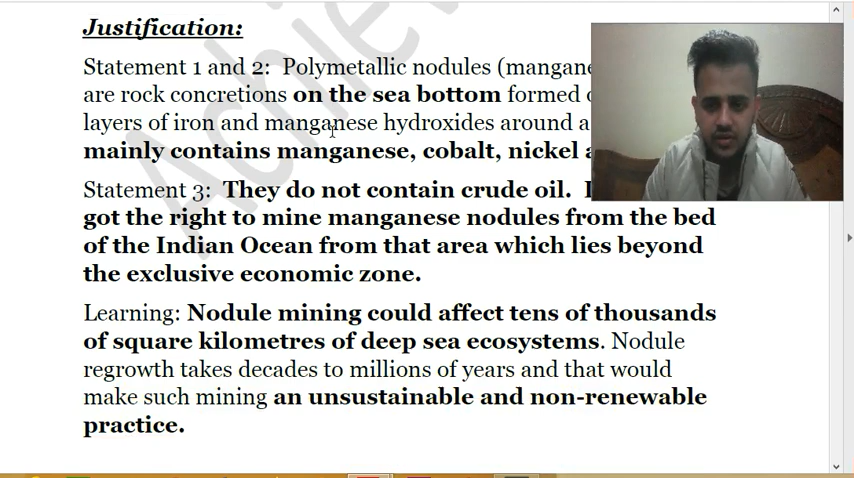 Justification:
Statement 1 and 2: Polymetallic nodules (mangane
are rock concretions on the sea bottom formed
layers of iron and manganese hydroxides around a
mainly contains manganese, cobalt, nickel
Statement 3: They do not contain crude oil.
got the right to mine manganese nodules from the bed
of the Indian Ocean from that area which lies beyond
the exclusive economic zone.
Learning: Nodule mining could affect tens of thousands
of square kilometres of deep sea ecosystems. Nodule
regrowth takes decades to millions of years and that would
make such mining an unsustainable and non-renewable
practice.
Achie